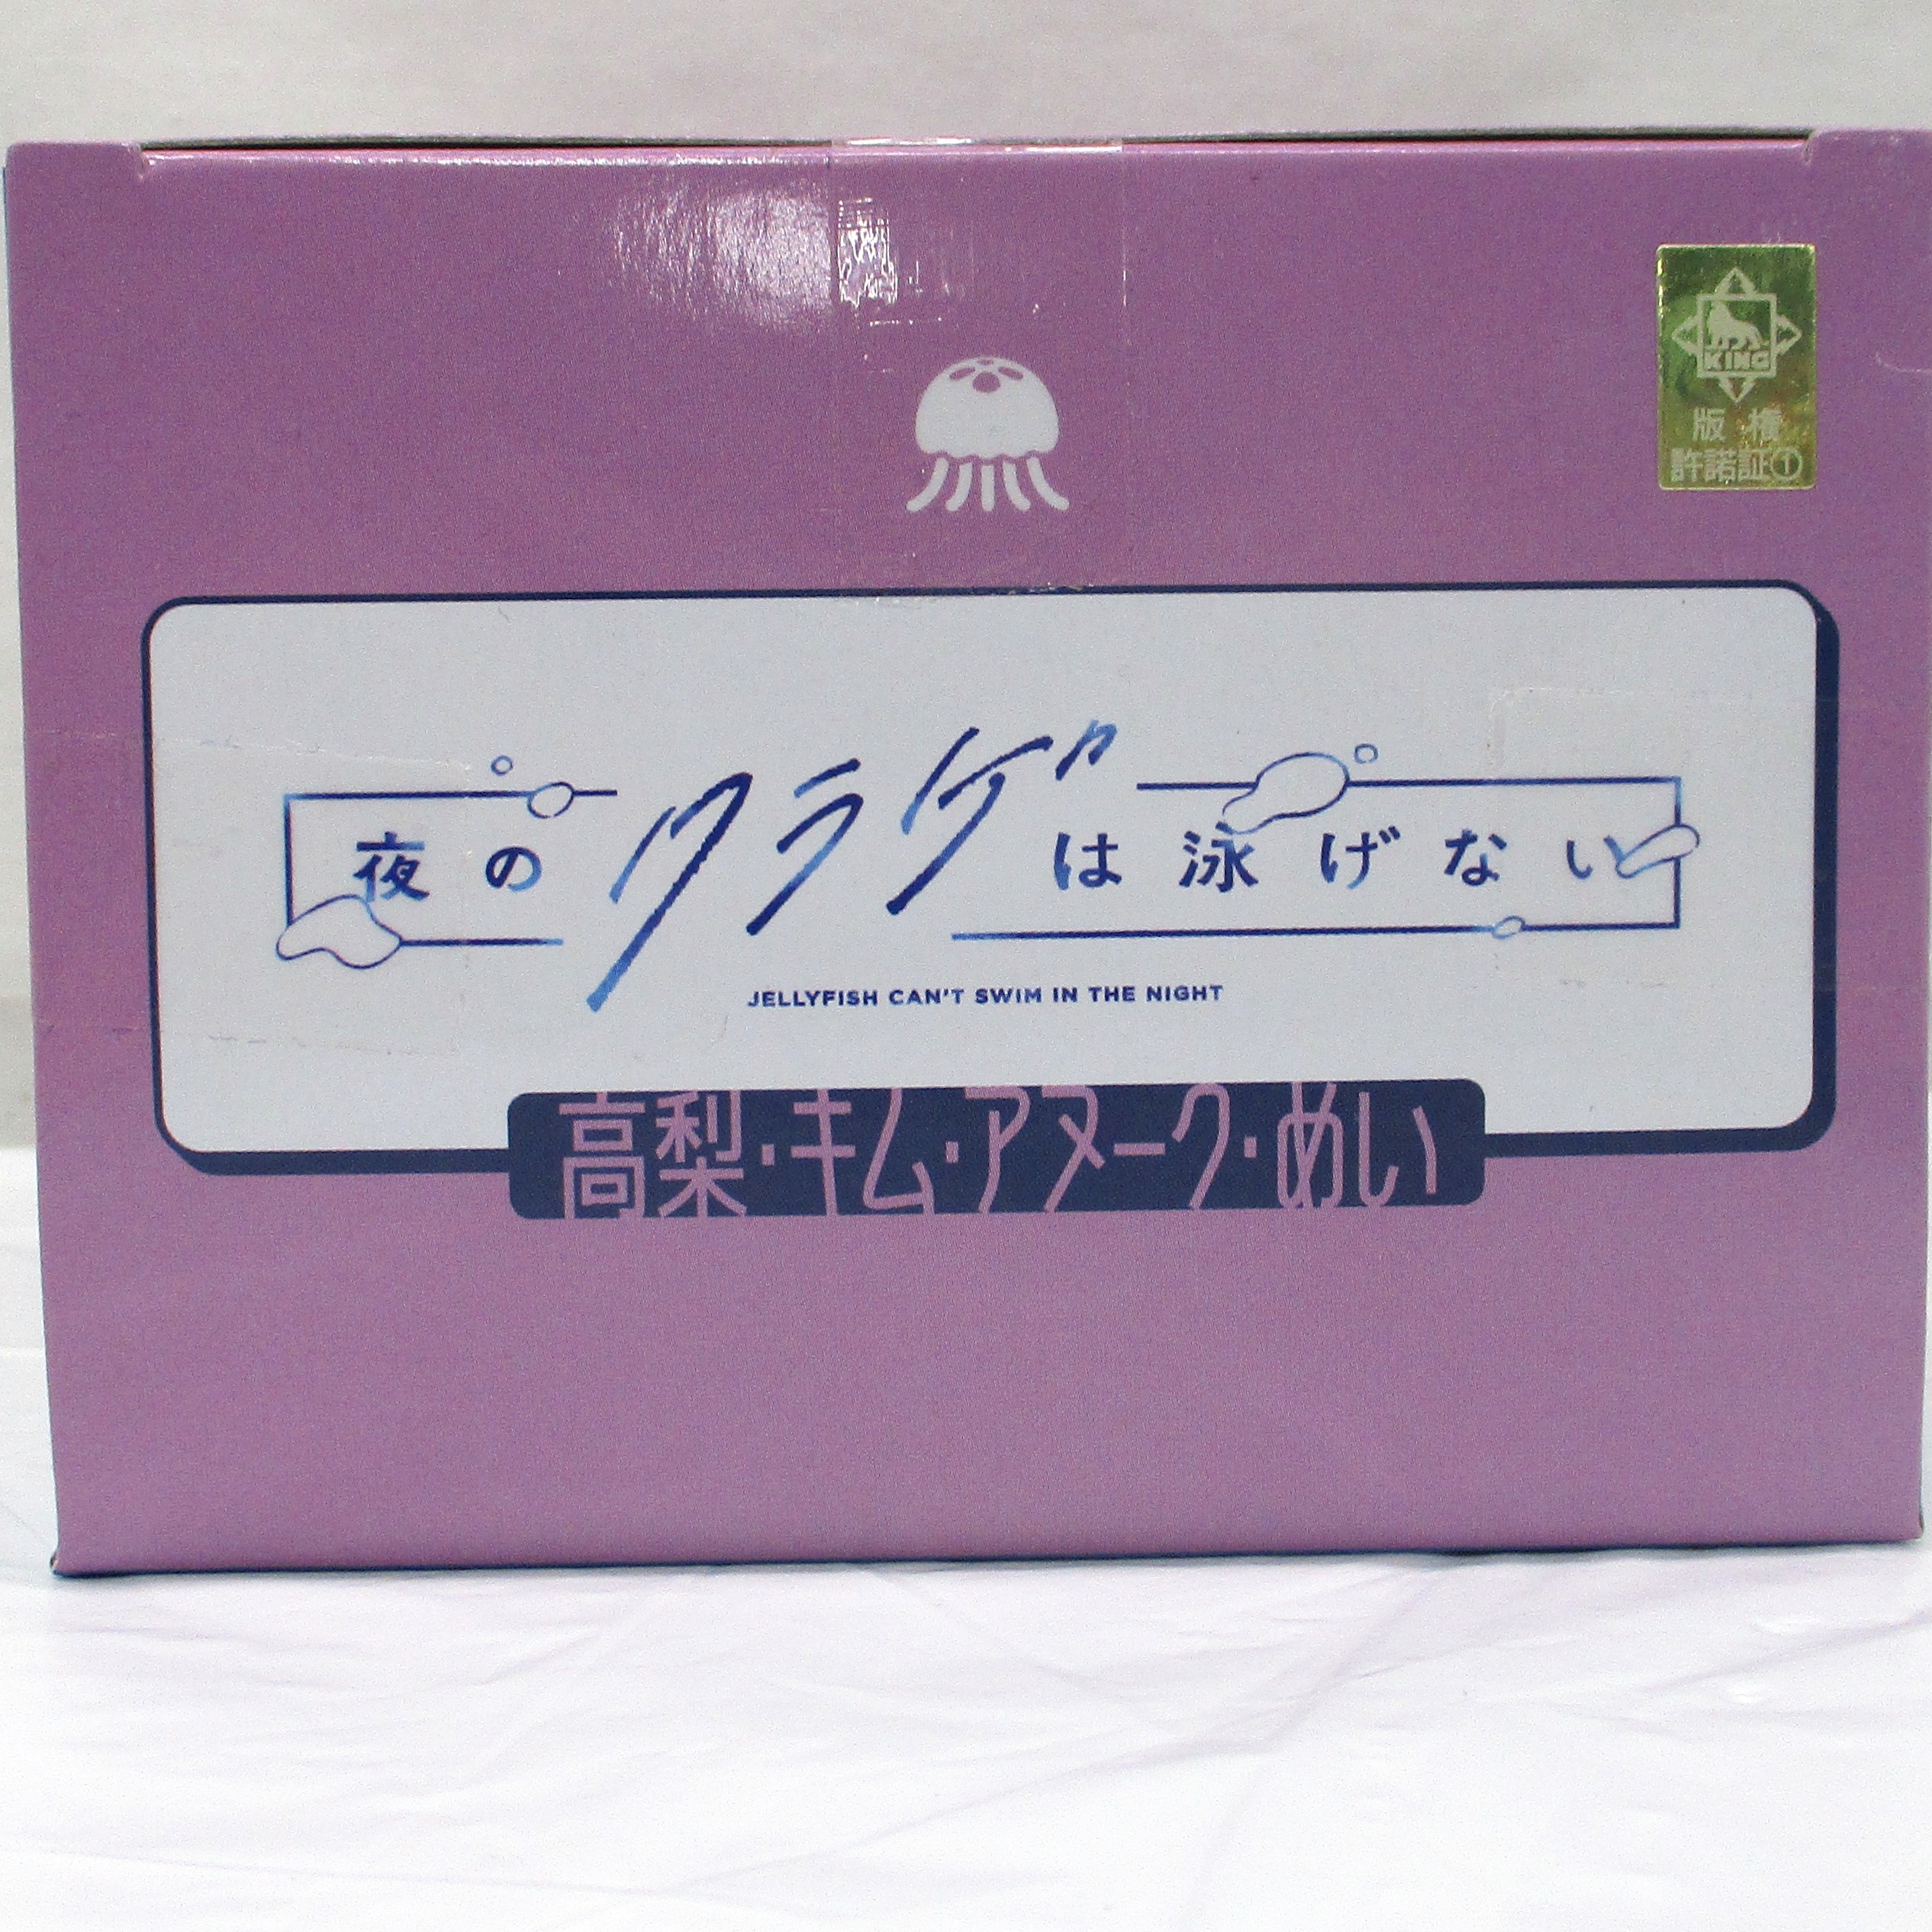 KING
版権
許諾証①
夜のクラゲは泳げない
JELLYFISH CAN'T SWIM IN THE NIGHT
高梨・キム・アヌーク・めい